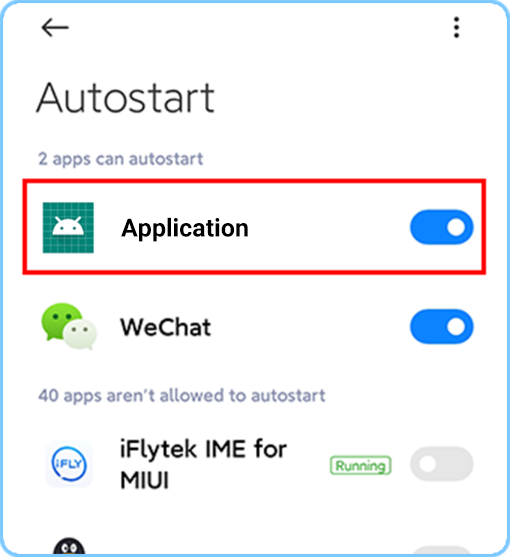 Autostart
2 apps can autostart
Application
WeChat
40 apps aren't allowed to autostart
iFLY
iFlytek IME for
MIUI
Running